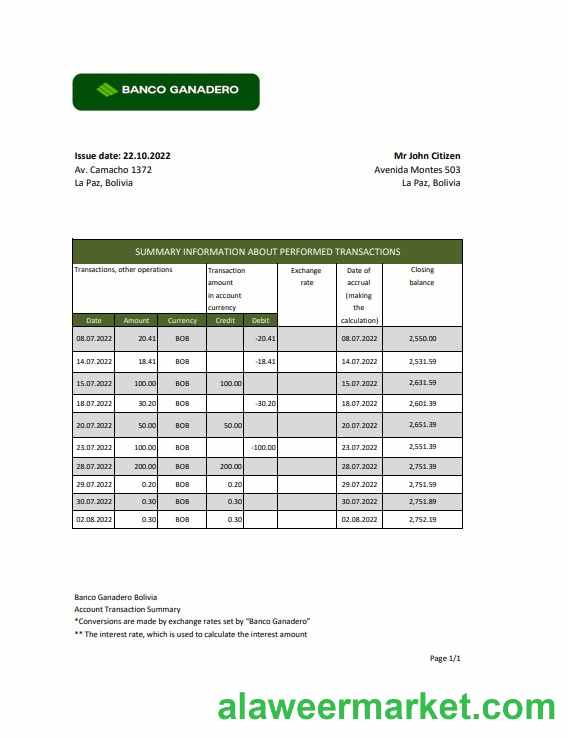 BANCO GANADERO
Issue date: 22.10.2022
Av. Camacho 1372
La Paz, Bolivia
Mr John Citizen
Avenida Montes 503
La Paz, Bolivia
SUMMARY INFORMATION ABOUT PERFORMED TRANSACTIONS
Transactions, other operations
Transaction
amount
in account
currency
Exchange
rate
Date of
accrual
(making
the
calculation)
Closing
balance
Date Amount Currency Credit Debit
08.07.2022 20.41 BOB -20.41 08.07.2022 2,550.00
14.07.2022 18.41 BOB -18.41 14.07.2022 2,531.59
15.07.2022 100.00 BOB 100.00 15.07.2022 2,631.59
18.07.2022 30.20 BOB -30.20 18.07.2022 2,601.39
20.07.2022 50.00 BOB 50.00 20.07.2022 2,651.39
23.07.2022 100.00 BOB -100.00 23.07.2022 2,551.39
28.07.2022 200.00 BOB 200.00 28.07.2022 2,751.39
29.07.2022 0.20 BOB 0.20 29.07.2022 2,751.59
30.07.2022 0.30 BOB 0.30 30.07.2022 2,751.89
02.08.2022 0.30 BOB 0.30 02.08.2022 2,752.19
Banco Ganadero Bolivia
Account Transaction Summary
*Conversions are made by exchange rates set by "Banco Ganadero"
** The interest rate, which is used to calculate the interest amount
Page 1/1
alaweermarket.com